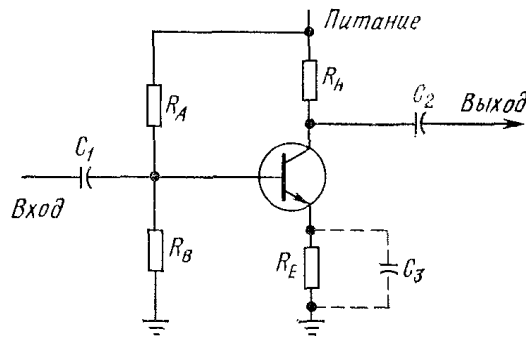 Питание
R_h
C_2
Выход
R_A
C_1
Вход
R_B
R_E
C_3